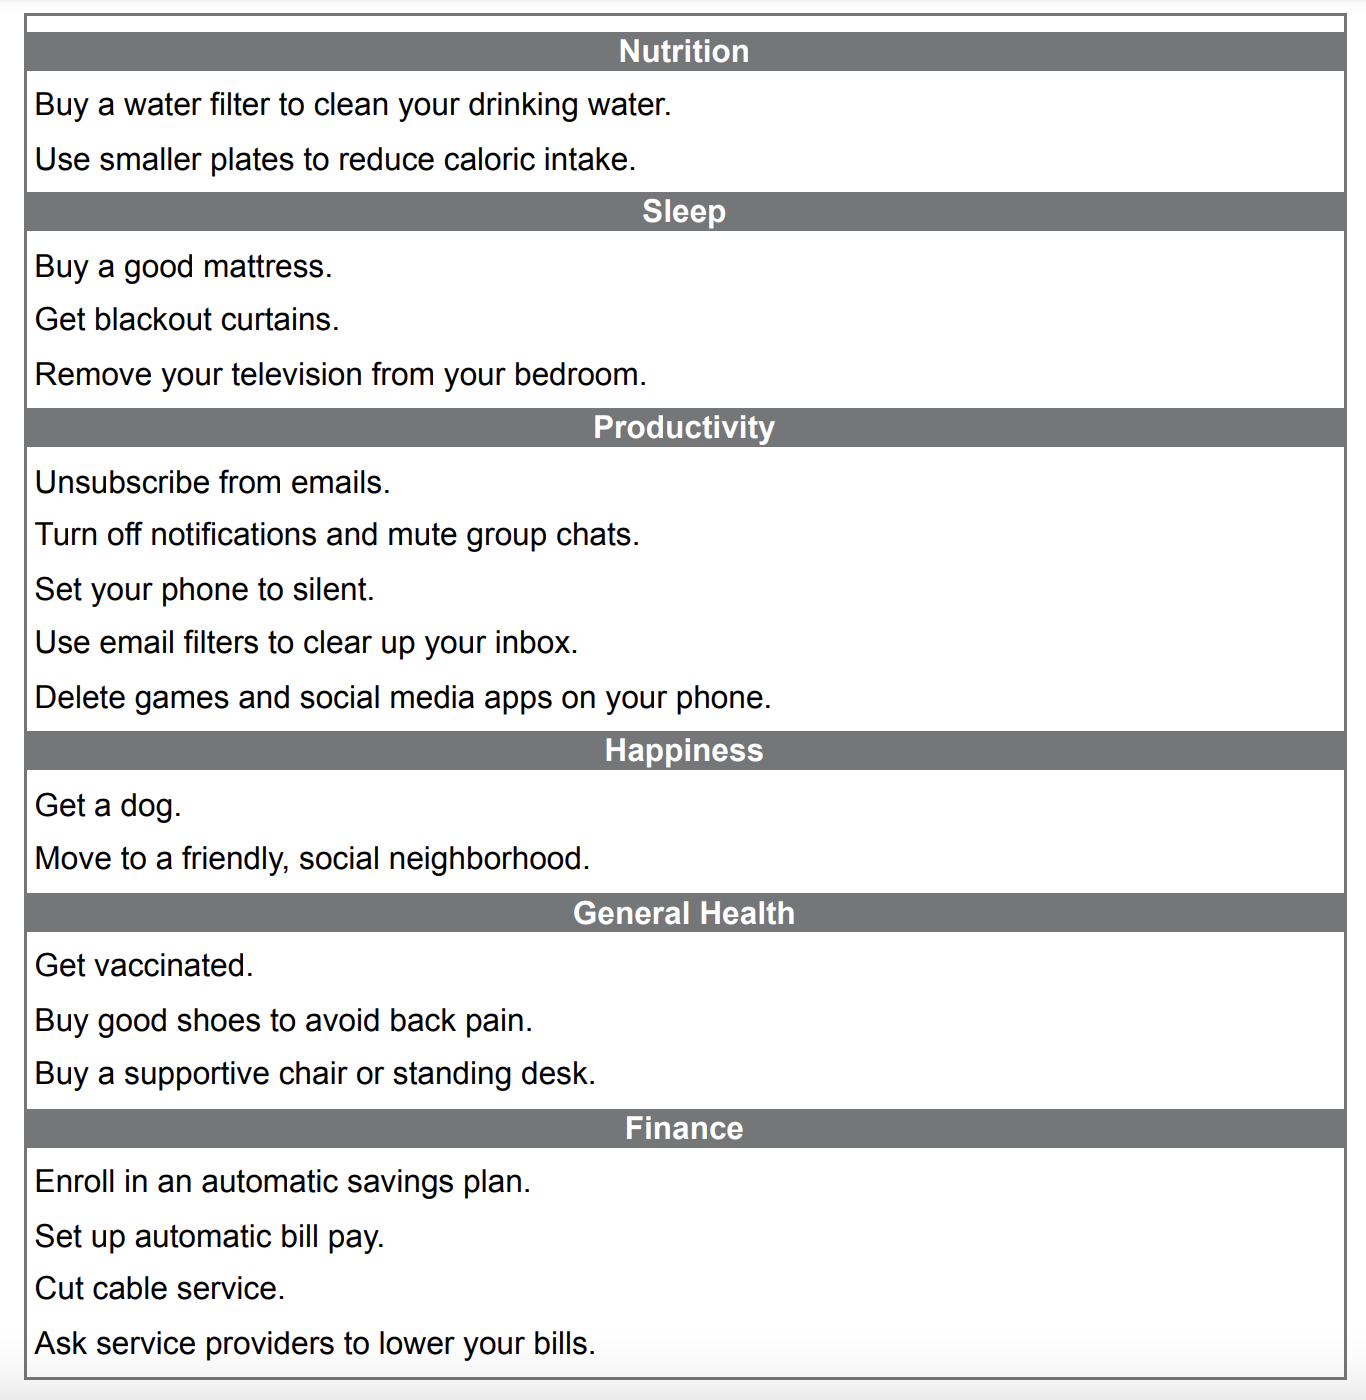 Nutrition
Buy a water filter to clean your drinking water.
Use smaller plates to reduce caloric intake.
Sleep
Buy a good mattress.
Get blackout curtains.
Remove your television from your bedroom.
Productivity
Unsubscribe from emails.
Turn off notifications and mute group chats.
Set your phone to silent.
Use email filters to clear up your inbox.
Delete games and social media apps on your phone.
Happiness
Get a dog.
Move to a friendly, social neighborhood.
General Health
Get vaccinated.
Buy good shoes to avoid back pain.
Buy a supportive chair or standing desk.
Finance
Enroll in an automatic savings plan.
Set up automatic bill pay.
Cut cable service.
Ask service providers to lower your bills.